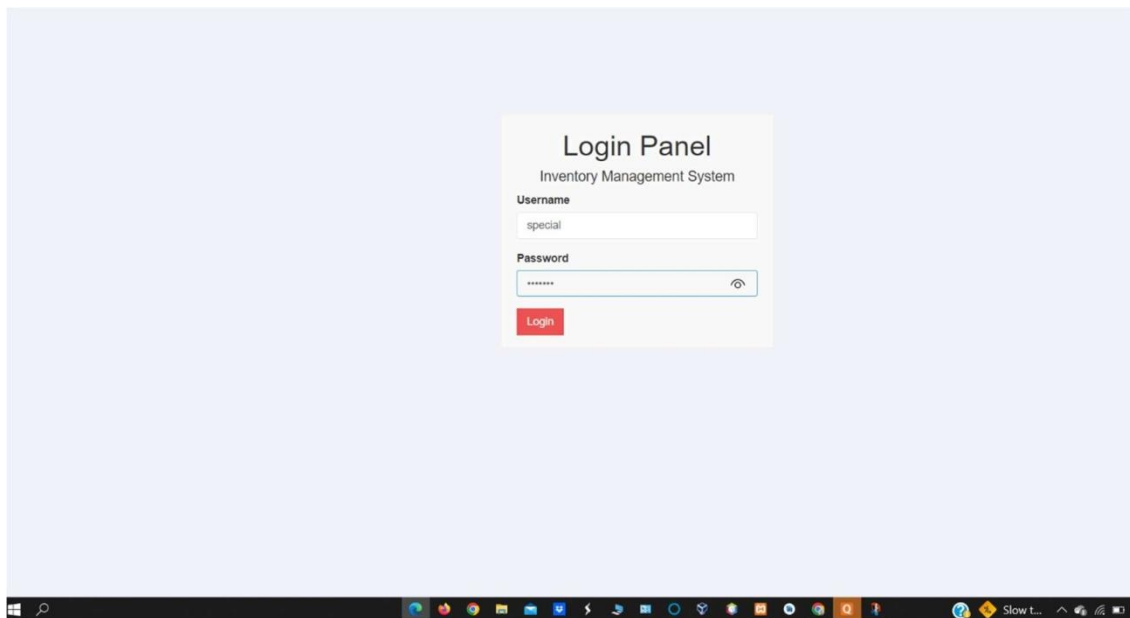 Login Panel
Inventory Management System
Username
special
Password
•••••••
Login
Slow t...